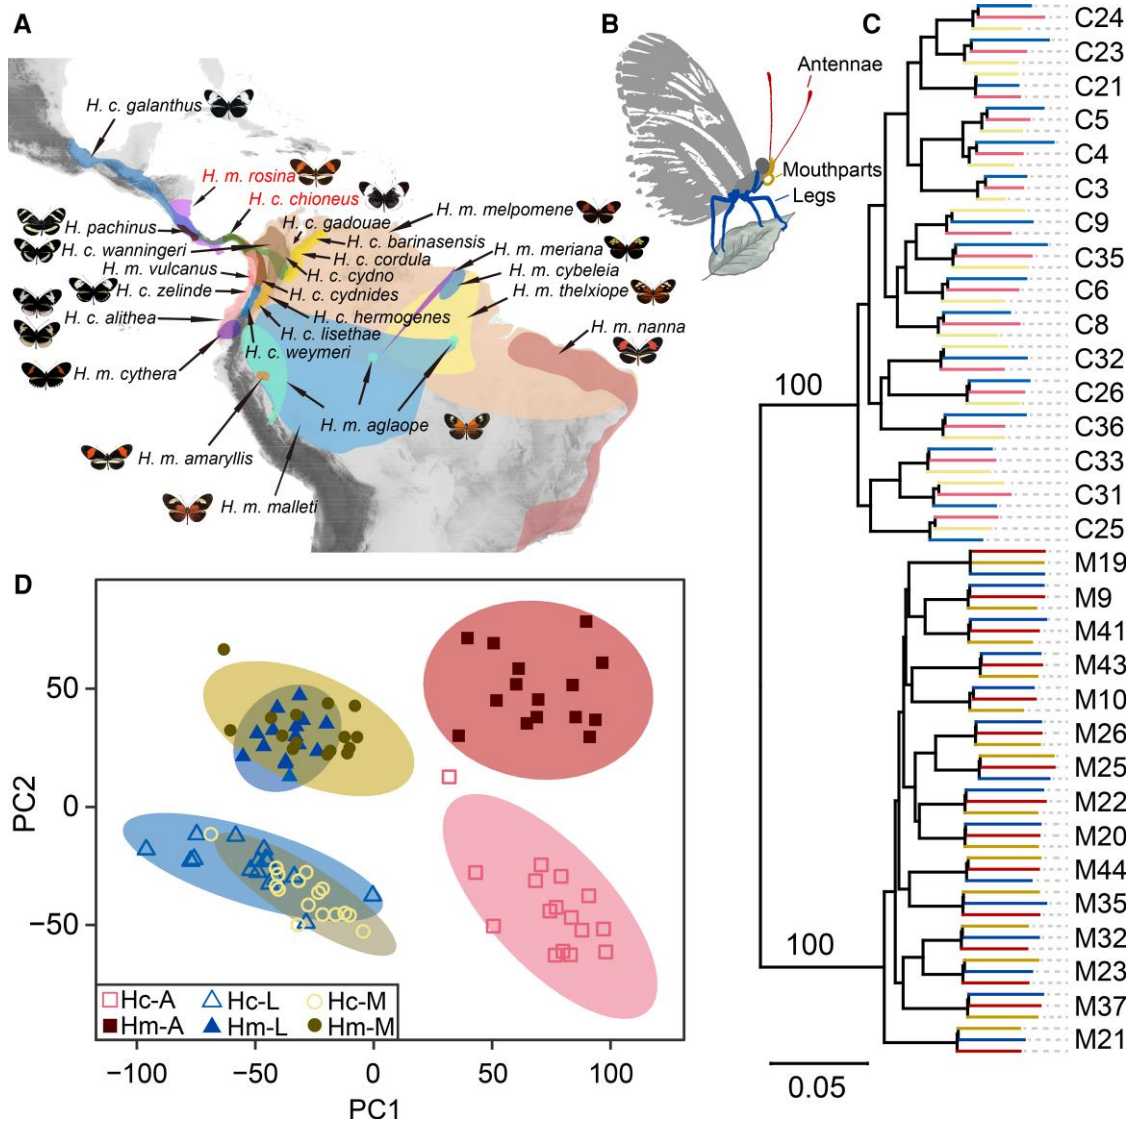 A
H. c. galanthus
H. m. rosina
H. c. chioneus
H. pachinus
H. c. wanningeri
H. m. vulcanus
H. c. zelinde
H. c. alithea
H. m. cythera
H. c. gadouae
H. c. barinasensis
H. c. cordula
H. c. cydno
H. c. cydnides
H. c. hermogenes
H. c. lisethae
H. c. weymeri
H. m. melpomene
H. m. meriana
H. m. cybeleia
H. m. thelxiope
H. m. nanna
H. m. aglaope
H. m. amaryllis
H. m. malleti
B
Antennae
Mouthparts
Legs
C
C24
C23
C21
C5
C4
C3
C9
C35
C6
C8
C32
C26
C36
C33
C31
C25
M19
M9
M41
M43
M10
M26
M25
M22
M20
M44
M35
M32
M23
M37
M21
100
100
0.05
D
PC2
50
0
−50
Hc-A Hc-L Hc-M
Hm-A Hm-L Hm-M
−100 −50 0 50 100
PC1